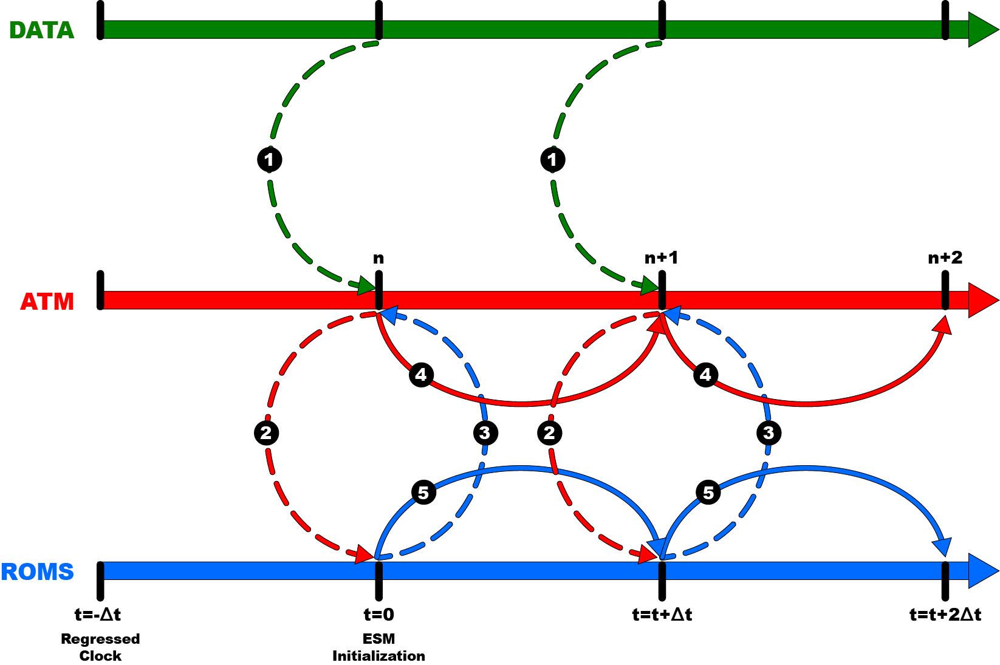 DATA
1
1
n
n+1
n+2
ATM
4
4
2
3
2
3
5
5
ROMS
t=-Δt
t=0
t=t+Δt
t=t+2Δt
Regressed
Clock
ESM
Initialization